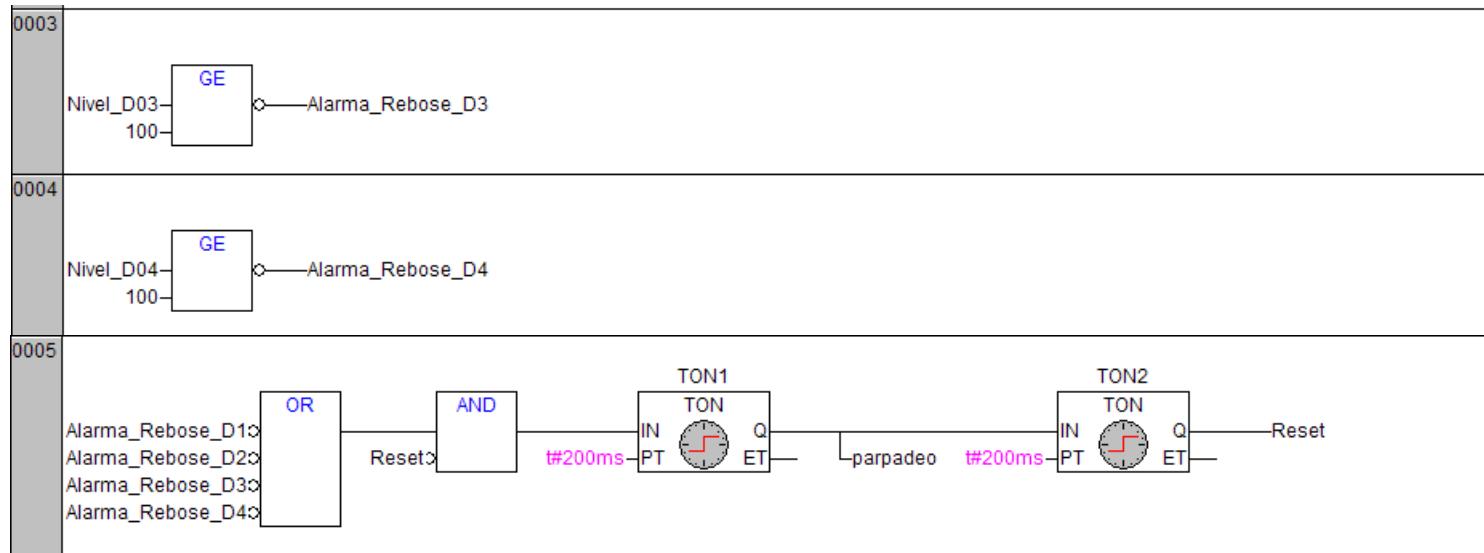 0003
GE
Nivel_D03
Alarma_Rebose_D3
100
0004
GE
Nivel_D04
Alarma_Rebose_D4
100
0005
TON1
TON2
OR
AND
TON
TON
Alarma_Rebose_D1
IN
Q
IN
Q
Reset
Alarma_Rebose_D2
Reset
t#200ms
PT
ET
parpadeo
t#200ms
PT
ET
Alarma_Rebose_D3
Alarma_Rebose_D4